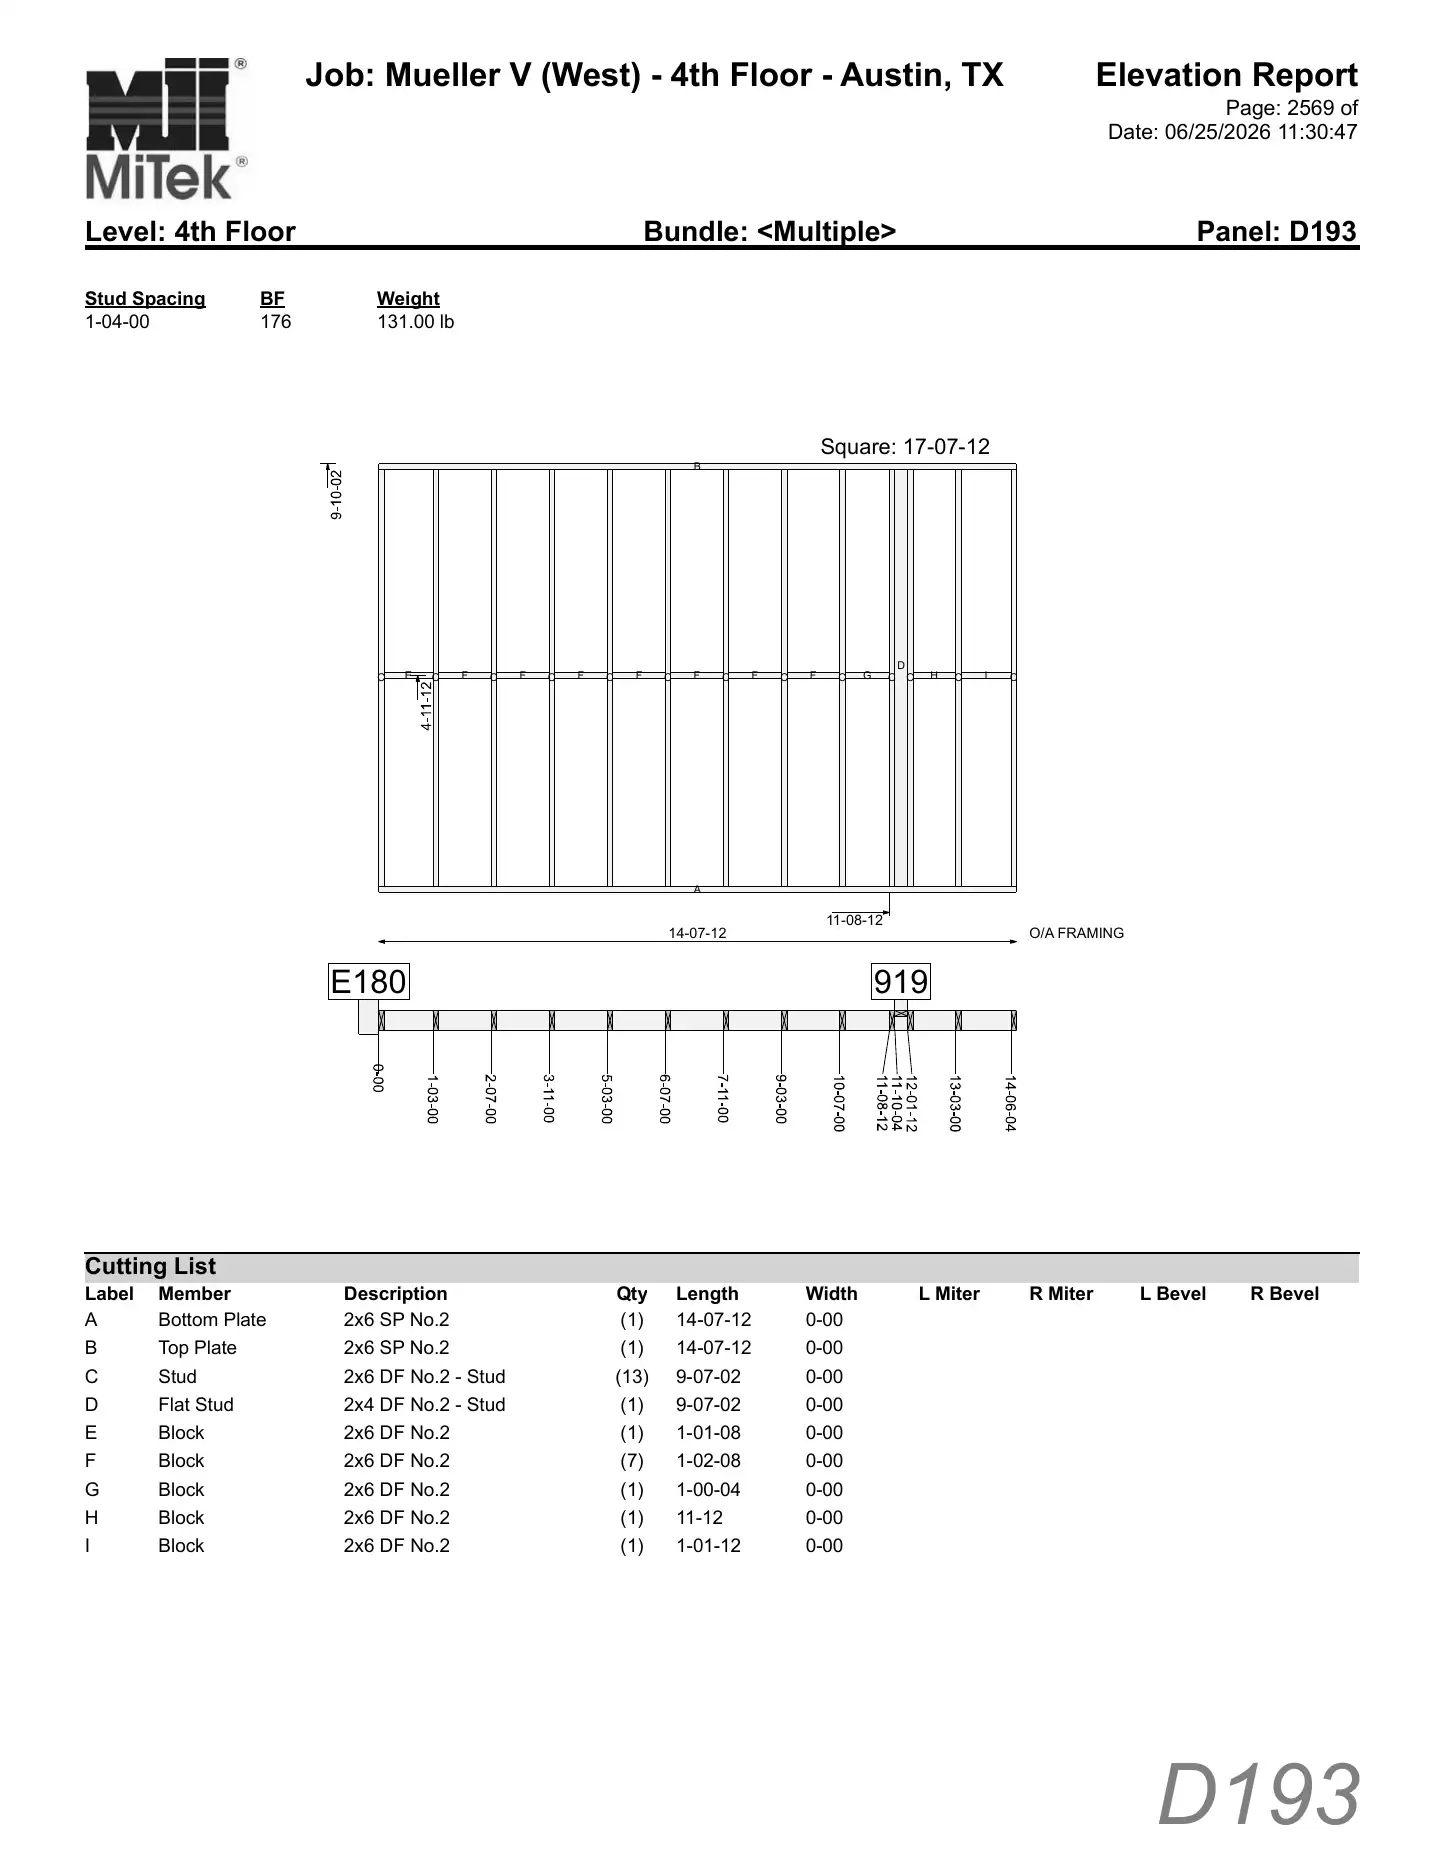 Job: Mueller V (West) - 4th Floor - Austin, TX
Elevation Report
Page: 2569 of
Date: 06/25/2026 11:30:47
®
MiTek®
Level: 4th Floor Bundle: <Multiple> Panel: D193
Stud Spacing BF Weight
1-04-00 176 131.00 lb
Square: 17-07-12
B
9-10-02
D
E F F F F F F F G H I
4-11-12
A
11-08-12
14-07-12
O/A FRAMING
E180 919
0-00 1-03-00 2-07-00 3-11-00 5-03-00 6-07-00 7-11-00 9-03-00 10-07-00 11-08-12 11-10-04 12-01-12 13-03-00 14-06-04
Cutting List
Label Member Description Qty Length Width L Miter R Miter L Bevel R Bevel
A Bottom Plate 2x6 SP No.2 (1) 14-07-12 0-00
B Top Plate 2x6 SP No.2 (1) 14-07-12 0-00
C Stud 2x6 DF No.2 - Stud (13) 9-07-02 0-00
D Flat Stud 2x4 DF No.2 - Stud (1) 9-07-02 0-00
E Block 2x6 DF No.2 (1) 1-01-08 0-00
F Block 2x6 DF No.2 (7) 1-02-08 0-00
G Block 2x6 DF No.2 (1) 1-00-04 0-00
H Block 2x6 DF No.2 (1) 11-12 0-00
I Block 2x6 DF No.2 (1) 1-01-12 0-00
D193